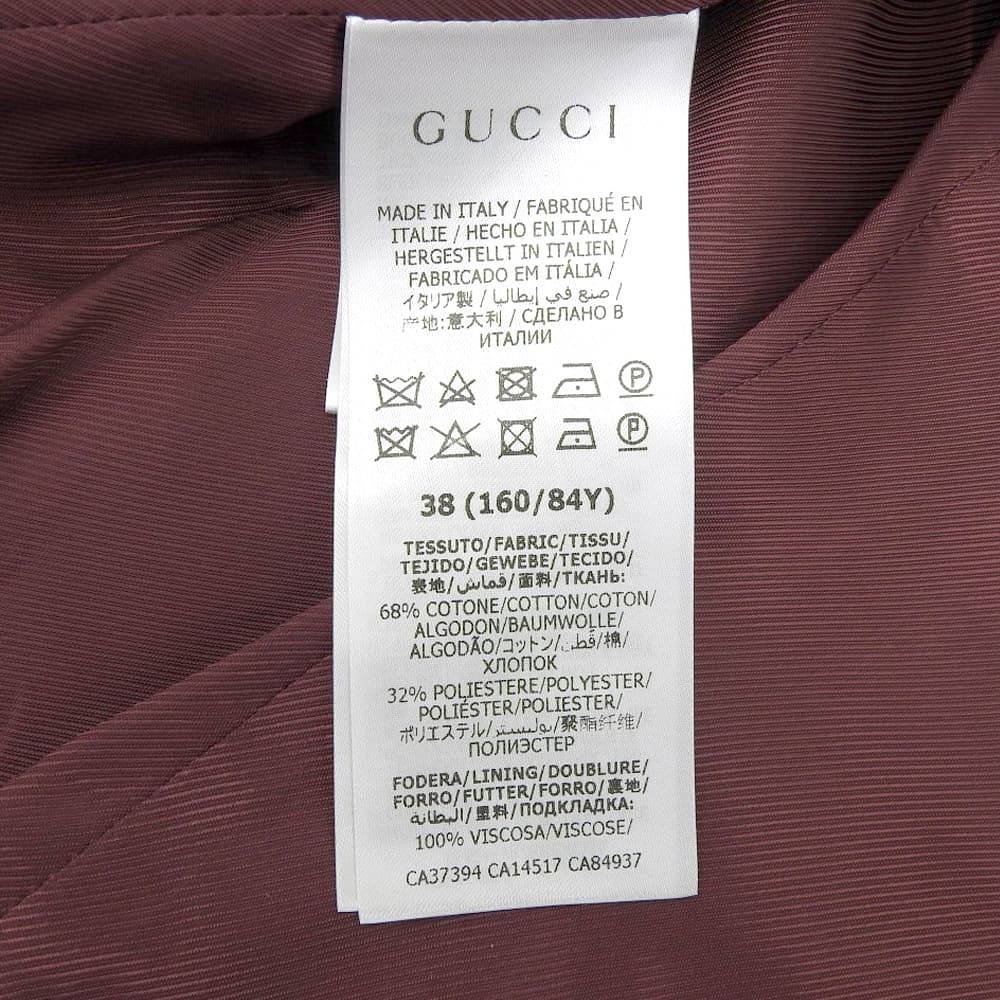 GUCCI
MADE IN ITALY / FABRIQUÉ EN
ITALIE / HECHO EN ITALIA /
HERGESTELLT IN ITALIEN /
FABRICADO EM ITÁLIA /
イタリア製 / صنع في إيطاليا /
产地:意大利 / СДЕЛАНО В
ИТАЛИИ
P
P
38 (160/84Y)
TESSUTO/FABRIC/TISSU/
TEJIDO/GEWEBE/TECIDO/
表地/قماش/面料/ТКАНЬ:
68% COTONE/COTTON/COTON/
ALGODON/BAUMWOLLE/
ALGODÃO/コットン/قطن/棉/
ХЛОПОК
32% POLIESTERE/POLYESTER/
POLIÉSTER/POLIESTER/
ポリエステル/بوليستر/聚酯纤维/
ПОЛИЭСТЕР
FODERA/LINING/DOUBLURE/
FORRO/FUTTER/FORRO/裏地/
البطانة/里料/ПОДКЛАДКА:
100% VISCOSA/VISCOSE/
CA37394 CA14517 CA84937